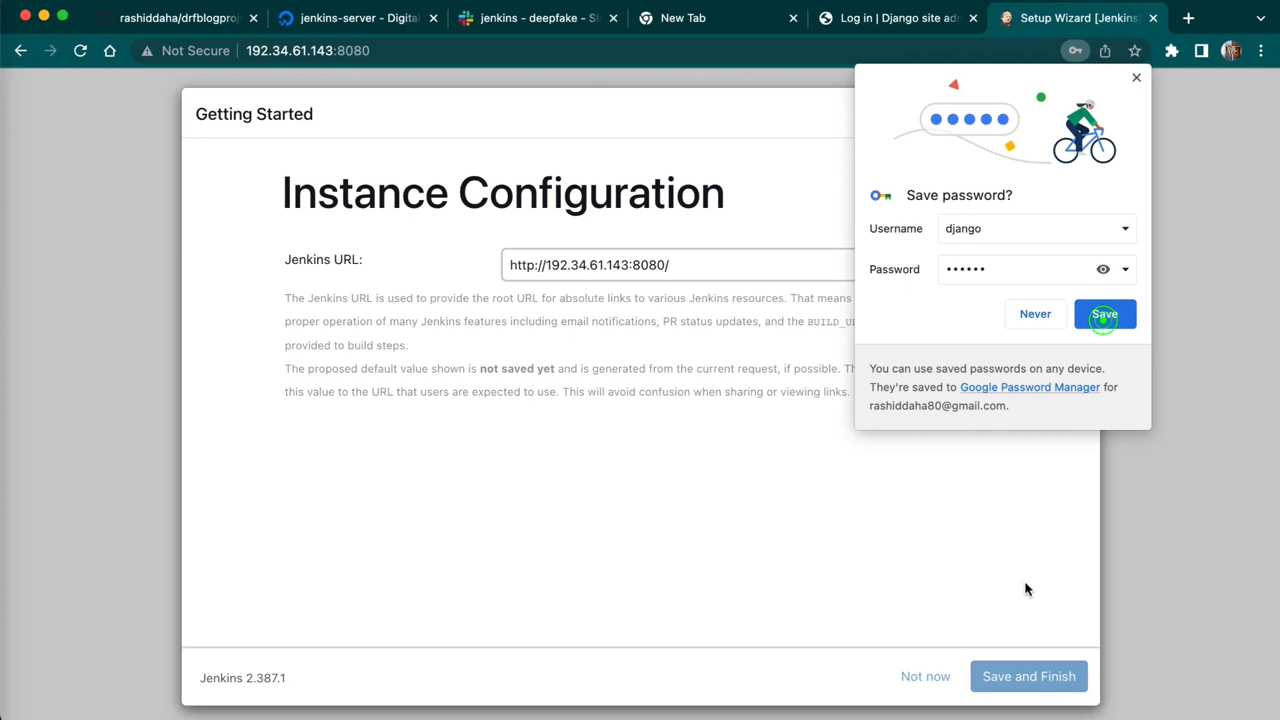 rashiddaha/drfblogproj
jenkins-server - Digital
jenkins - deepfake - Sl
New Tab
Log in | Django site adm
Setup Wizard [Jenkins]
Not Secure
192.34.61.143:8080
Getting Started
Instance Configuration
Jenkins URL:
http://192.34.61.143:8080/
The Jenkins URL is used to provide the root URL for absolute links to various Jenkins resources. That means
proper operation of many Jenkins features including email notifications, PR status updates, and the BUILD_U
provided to build steps.
The proposed default value shown is not saved yet and is generated from the current request, if possible. Th
this value to the URL that users are expected to use. This will avoid confusion when sharing or viewing links.
Jenkins 2.387.1
Not now
Save and Finish
Save password?
Username
django
Password
••••••
Never
Save
You can use saved passwords on any device.
They're saved to Google Password Manager for
rashiddaha80@gmail.com.